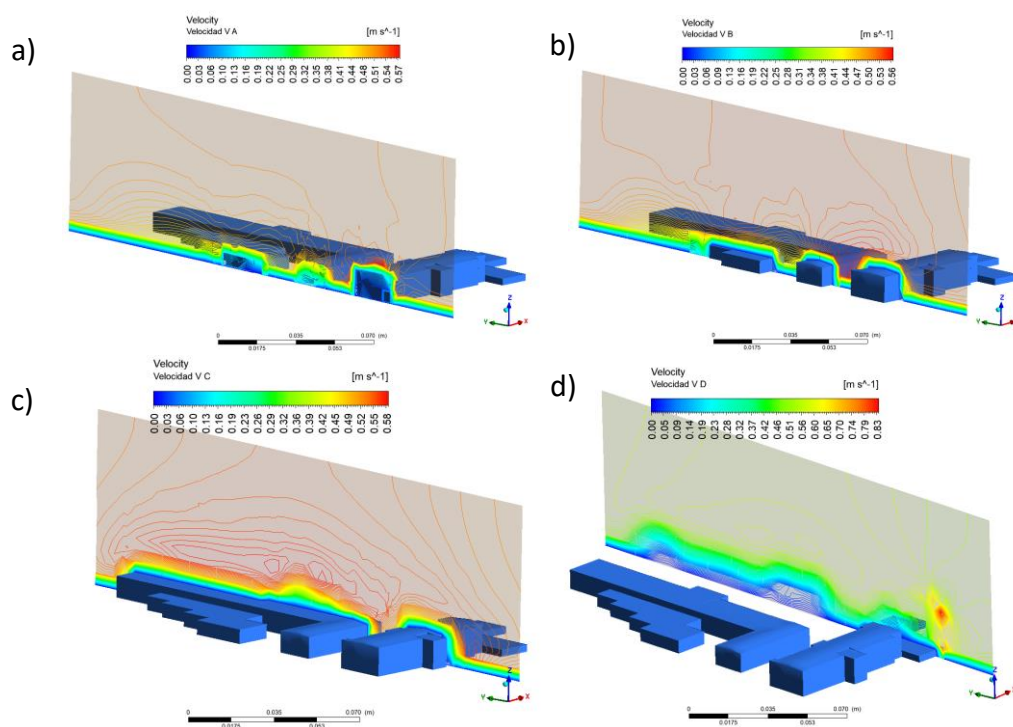 a)
Velocity
Velocidad V A
[m s^-1]
0.00 0.03 0.06 0.10 0.13 0.16 0.19 0.22 0.25 0.29 0.32 0.35 0.38 0.41 0.44 0.48 0.51 0.54 0.57
Z
Y X
0 0.035 0.070 (m)
0.0175 0.053
b)
Velocity
Velocidad V B
[m s^-1]
0.00 0.03 0.06 0.09 0.13 0.16 0.19 0.22 0.25 0.28 0.31 0.34 0.38 0.41 0.44 0.47 0.50 0.53 0.56
Z
Y X
0 0.035 0.070 (m)
0.0175 0.053
c)
Velocity
Velocidad V C
[m s^-1]
0.00 0.03 0.06 0.10 0.13 0.16 0.19 0.23 0.26 0.29 0.32 0.36 0.39 0.42 0.45 0.49 0.52 0.55 0.58
Z
Y X
0 0.035 0.070 (m)
0.0175 0.053
d)
Velocity
Velocidad V D
[m s^-1]
0.00 0.05 0.09 0.14 0.19 0.23 0.28 0.32 0.37 0.42 0.46 0.51 0.56 0.60 0.65 0.70 0.74 0.79 0.83
Z
Y X
0 0.035 0.070 (m)
0.0175 0.053